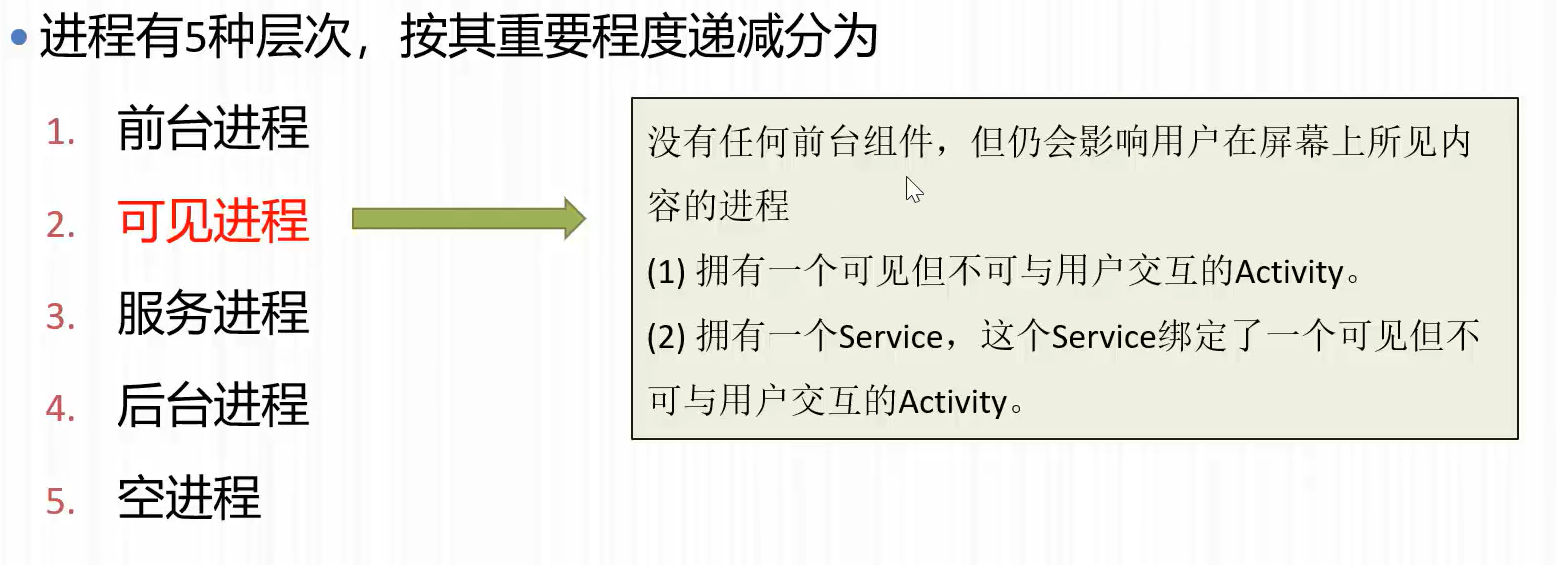 • 进程有5种层次，按其重要程度递减分为
1. 前台进程
2. 可见进程
3. 服务进程
4. 后台进程
5. 空进程
没有任何前台组件，但仍会影响用户在屏幕上所见内
容的进程
(1) 拥有一个可见但不可与用户交互的Activity。
(2) 拥有一个Service，这个Service绑定了一个可见但不
可与用户交互的Activity。